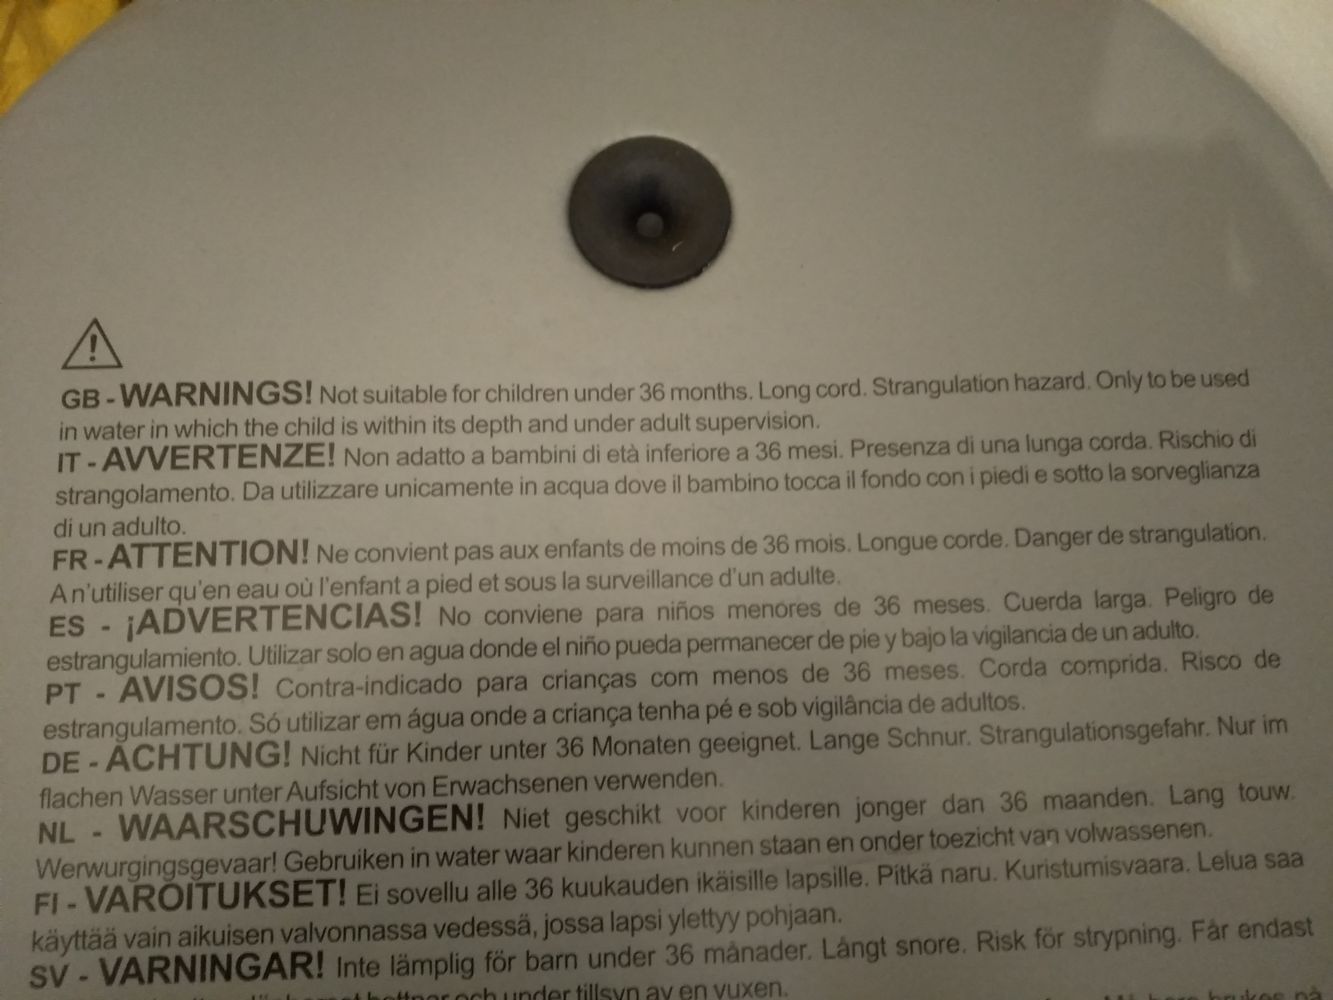 GB - WARNINGS! Not suitable for children under 36 months. Long cord. Strangulation hazard. Only to be used
in water in which the child is within its depth and under adult supervision.
IT - AVVERTENZE! Non adatto a bambini di età inferiore a 36 mesi. Presenza di una lunga corda. Rischio di
strangolamento. Da utilizzare unicamente in acqua dove il bambino tocca il fondo con i piedi e sotto la sorveglianza
di un adulto.
FR - ATTENTION! Ne convient pas aux enfants de moins de 36 mois. Longue corde. Danger de strangulation.
A n'utiliser qu'en eau où l'enfant a pied et sous la surveillance d'un adulte.
ES - ¡ADVERTENCIAS! No conviene para niños menores de 36 meses. Cuerda larga. Peligro de
estrangulamiento. Utilizar solo en agua donde el niño pueda permanecer de pie y bajo la vigilancia de un adulto.
PT - AVISOS! Contra-indicado para crianças com menos de 36 meses. Corda comprida. Risco de
estrangulamento. Só utilizar em água onde a criança tenha pé e sob vigilância de adultos.
DE - ACHTUNG! Nicht für Kinder unter 36 Monaten geeignet. Lange Schnur. Strangulationsgefahr. Nur im
flachen Wasser unter Aufsicht von Erwachsenen verwenden.
NL - WAARSCHUWINGEN! Niet geschikt voor kinderen jonger dan 36 maanden. Lang touw.
Werwurgingsgevaar! Gebruiken in water waar kinderen kunnen staan en onder toezicht van volwassenen.
FI - VAROITUKSET! Ei sovellu alle 36 kuukauden ikäisille lapsille. Pitkä naru. Kuristumisvaara. Lelua saa
käyttää vain aikuisen valvonnassa vedessä, jossa lapsi ylettyy pohjaan.
SV - VARNINGAR! Inte lämplig för barn under 36 månader. Långt snore. Risk för strypning. Får endast
och under tillsyn av en vuxen.